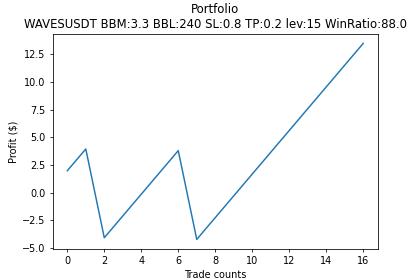 Portfolio
WAVESUSDT BBM:3.3 BBL:240 SL:0.8 TP:0.2 lev:15 WinRatio:88.0
12.5
10.0
7.5
5.0
2.5
0.0
−2.5
−5.0
Profit ($)
0 2 4 6 8 10 12 14 16
Trade counts